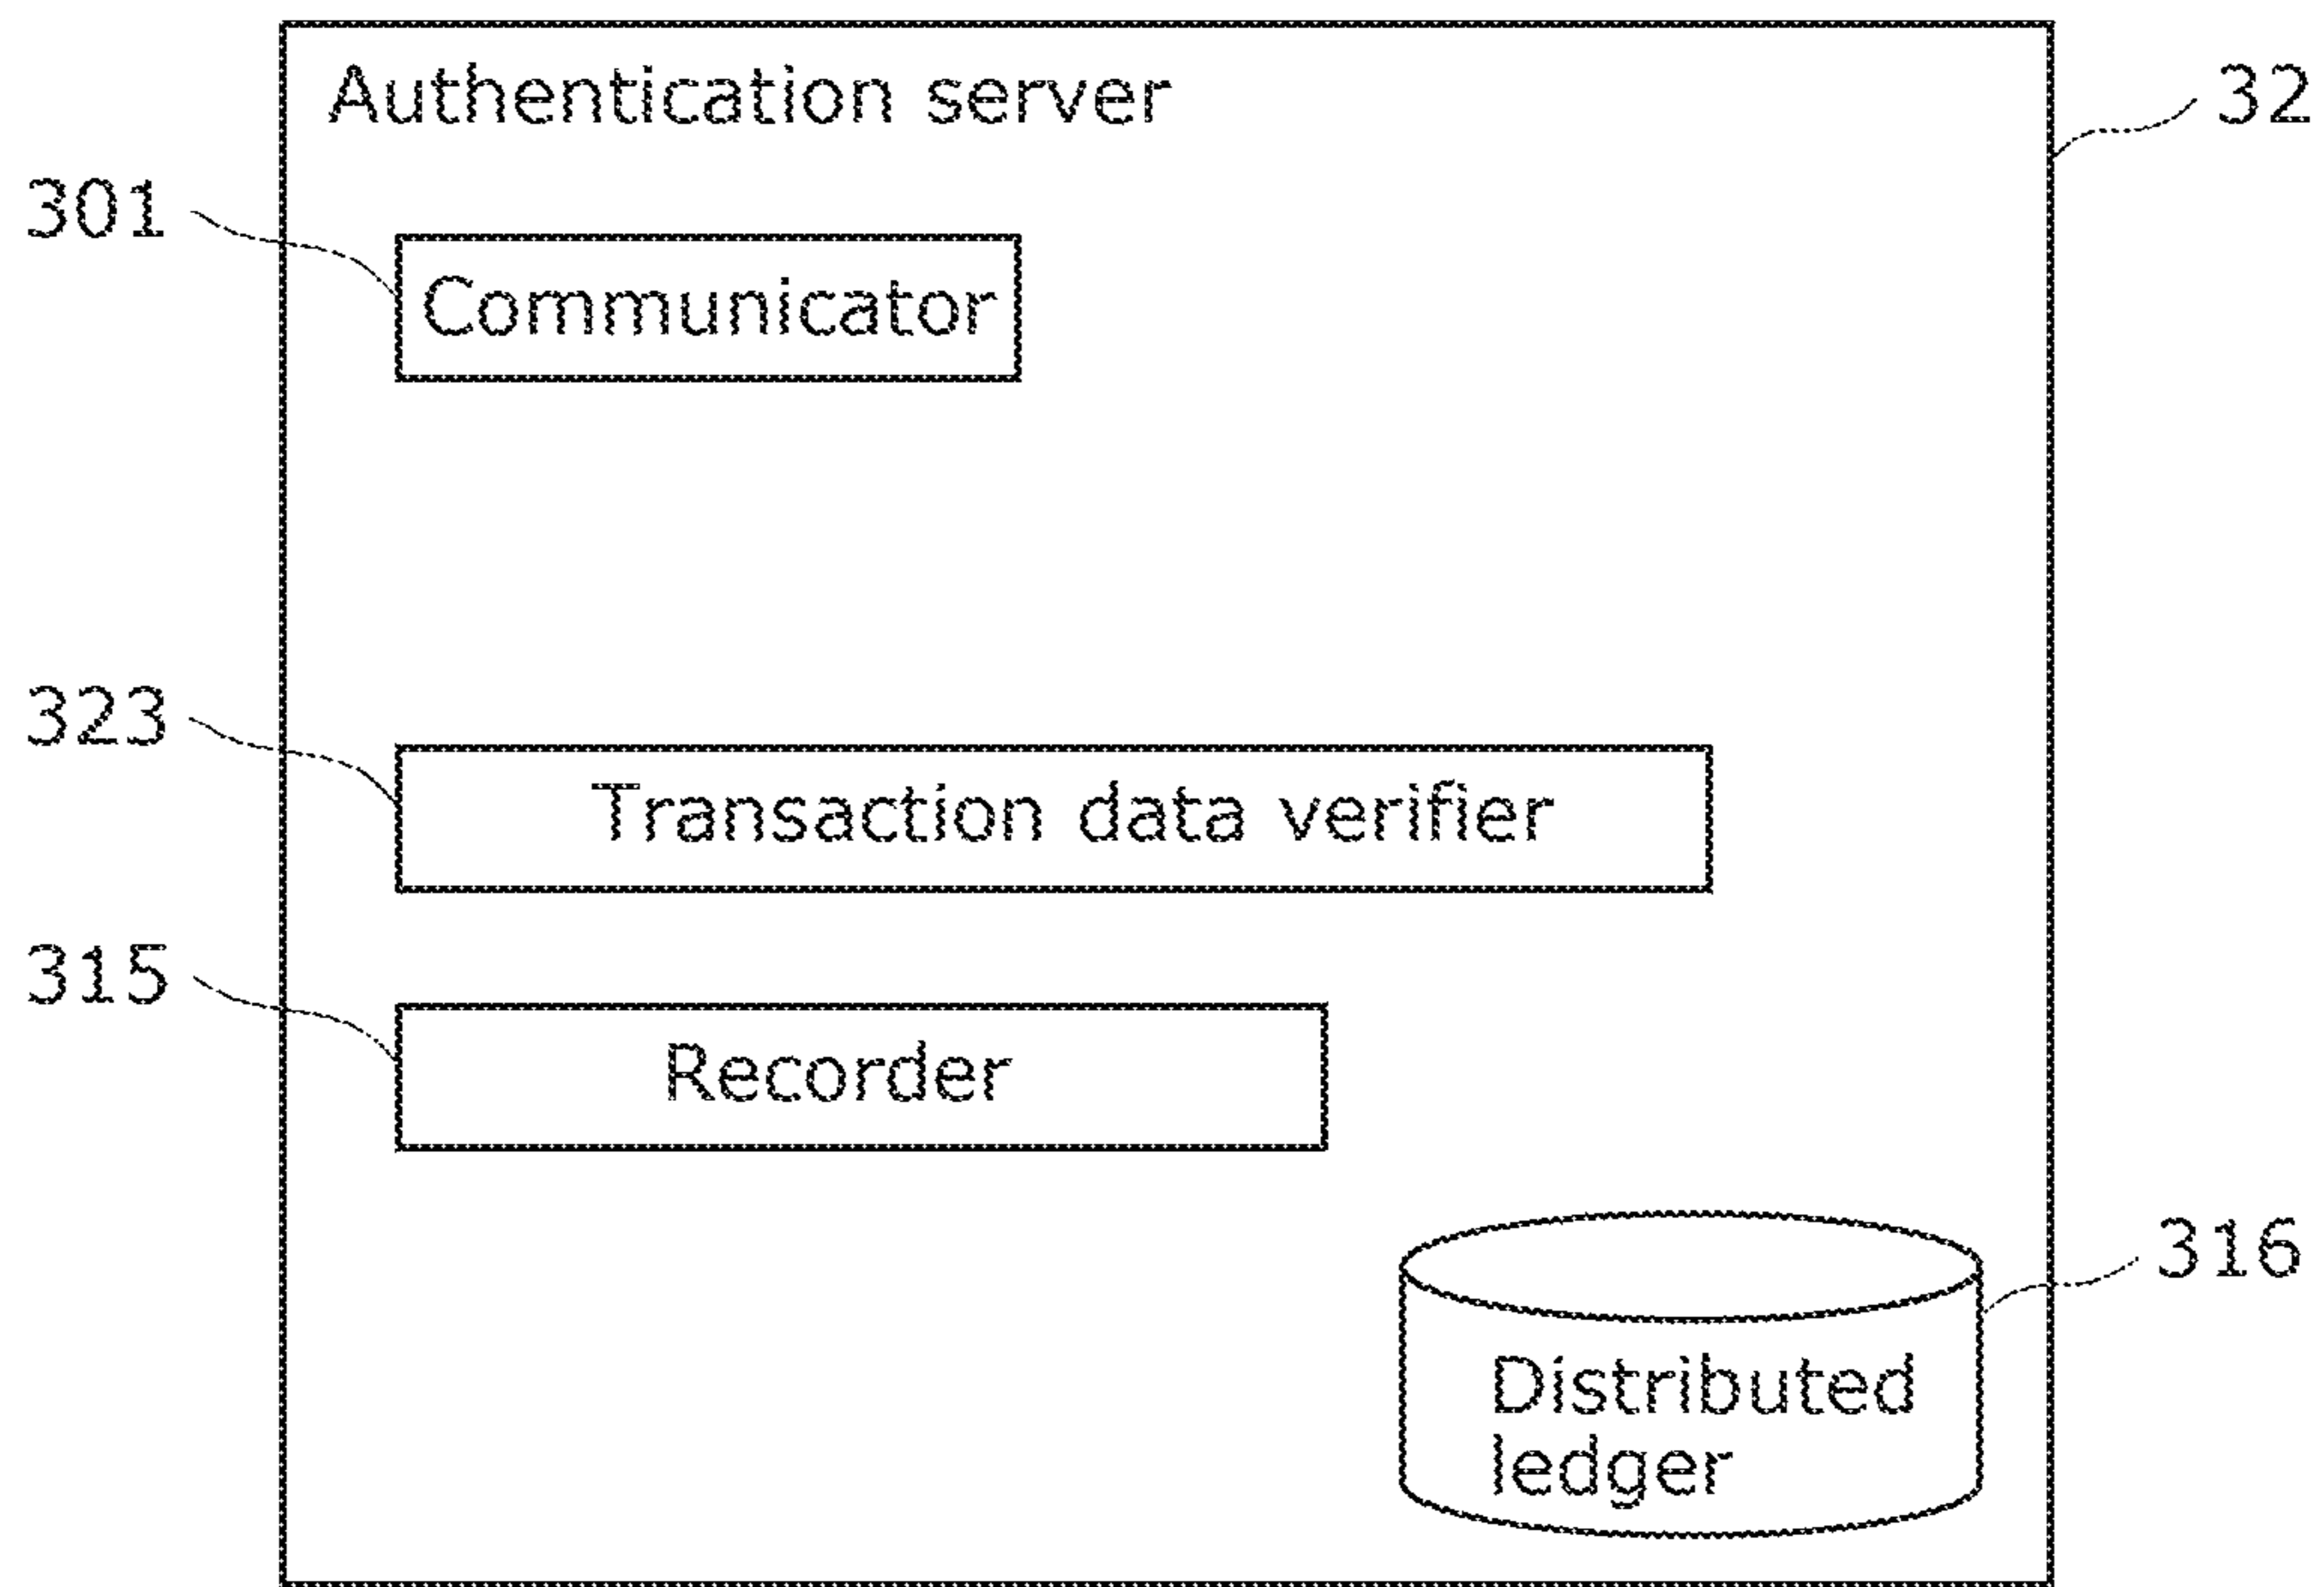 Authentication server
32
301
Communicator
323
Transaction data verifier
315
Recorder
316
Distributed
ledger